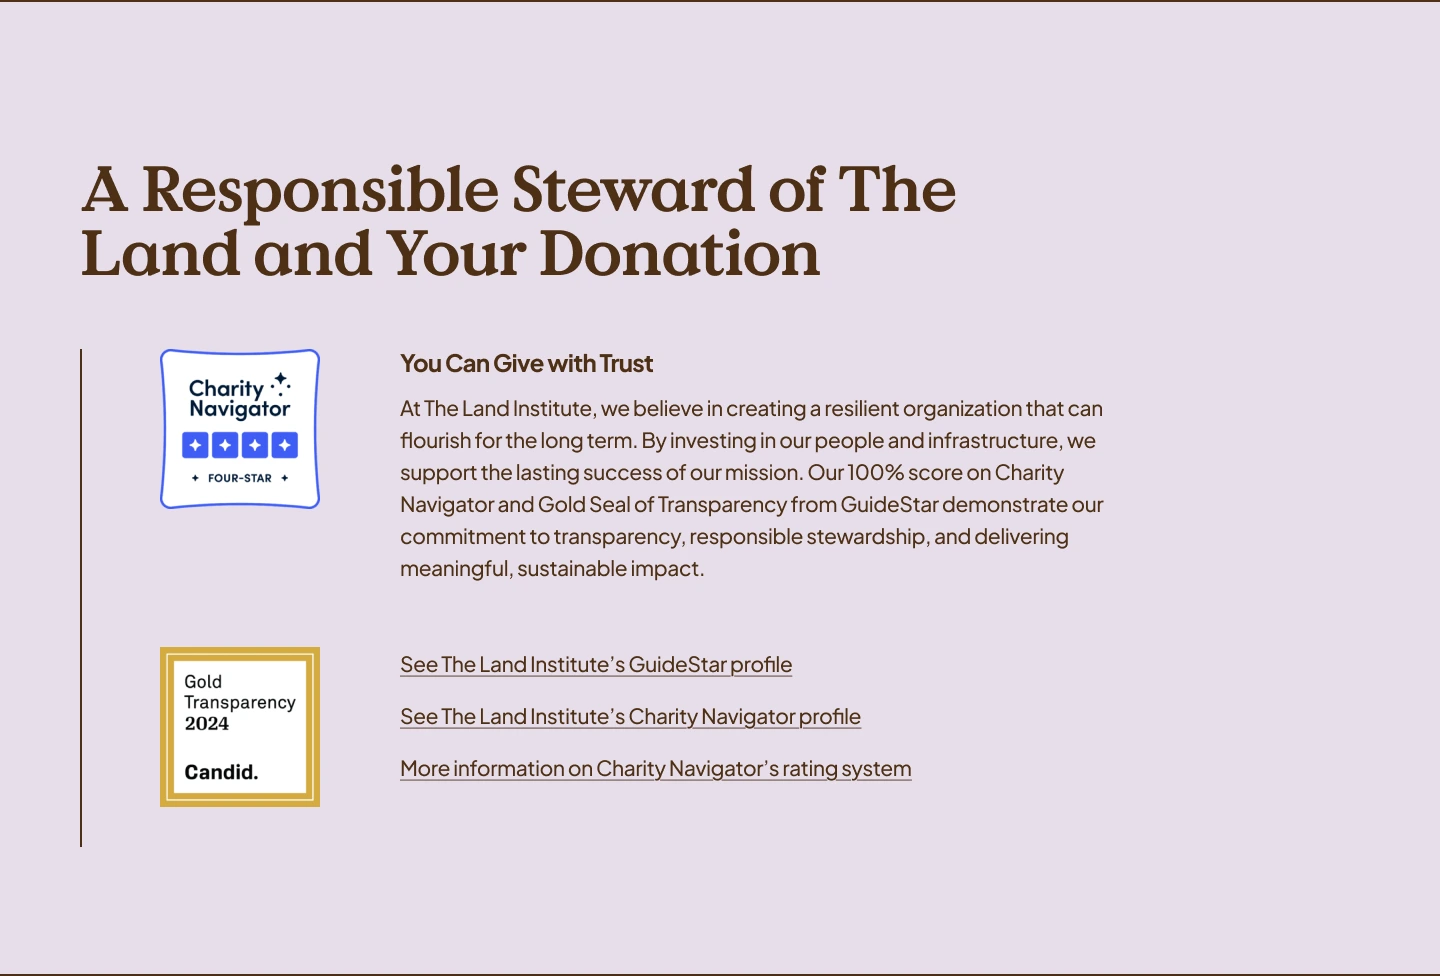 A Responsible Steward of The
Land and Your Donation
Charity
Navigator
FOUR-STAR
You Can Give with Trust
At The Land Institute, we believe in creating a resilient organization that can
flourish for the long term. By investing in our people and infrastructure, we
support the lasting success of our mission. Our 100% score on Charity
Navigator and Gold Seal of Transparency from GuideStar demonstrate our
commitment to transparency, responsible stewardship, and delivering
meaningful, sustainable impact.
Gold
Transparency
2024
Candid.
See The Land Institute’s GuideStar profile
See The Land Institute’s Charity Navigator profile
More information on Charity Navigator’s rating system